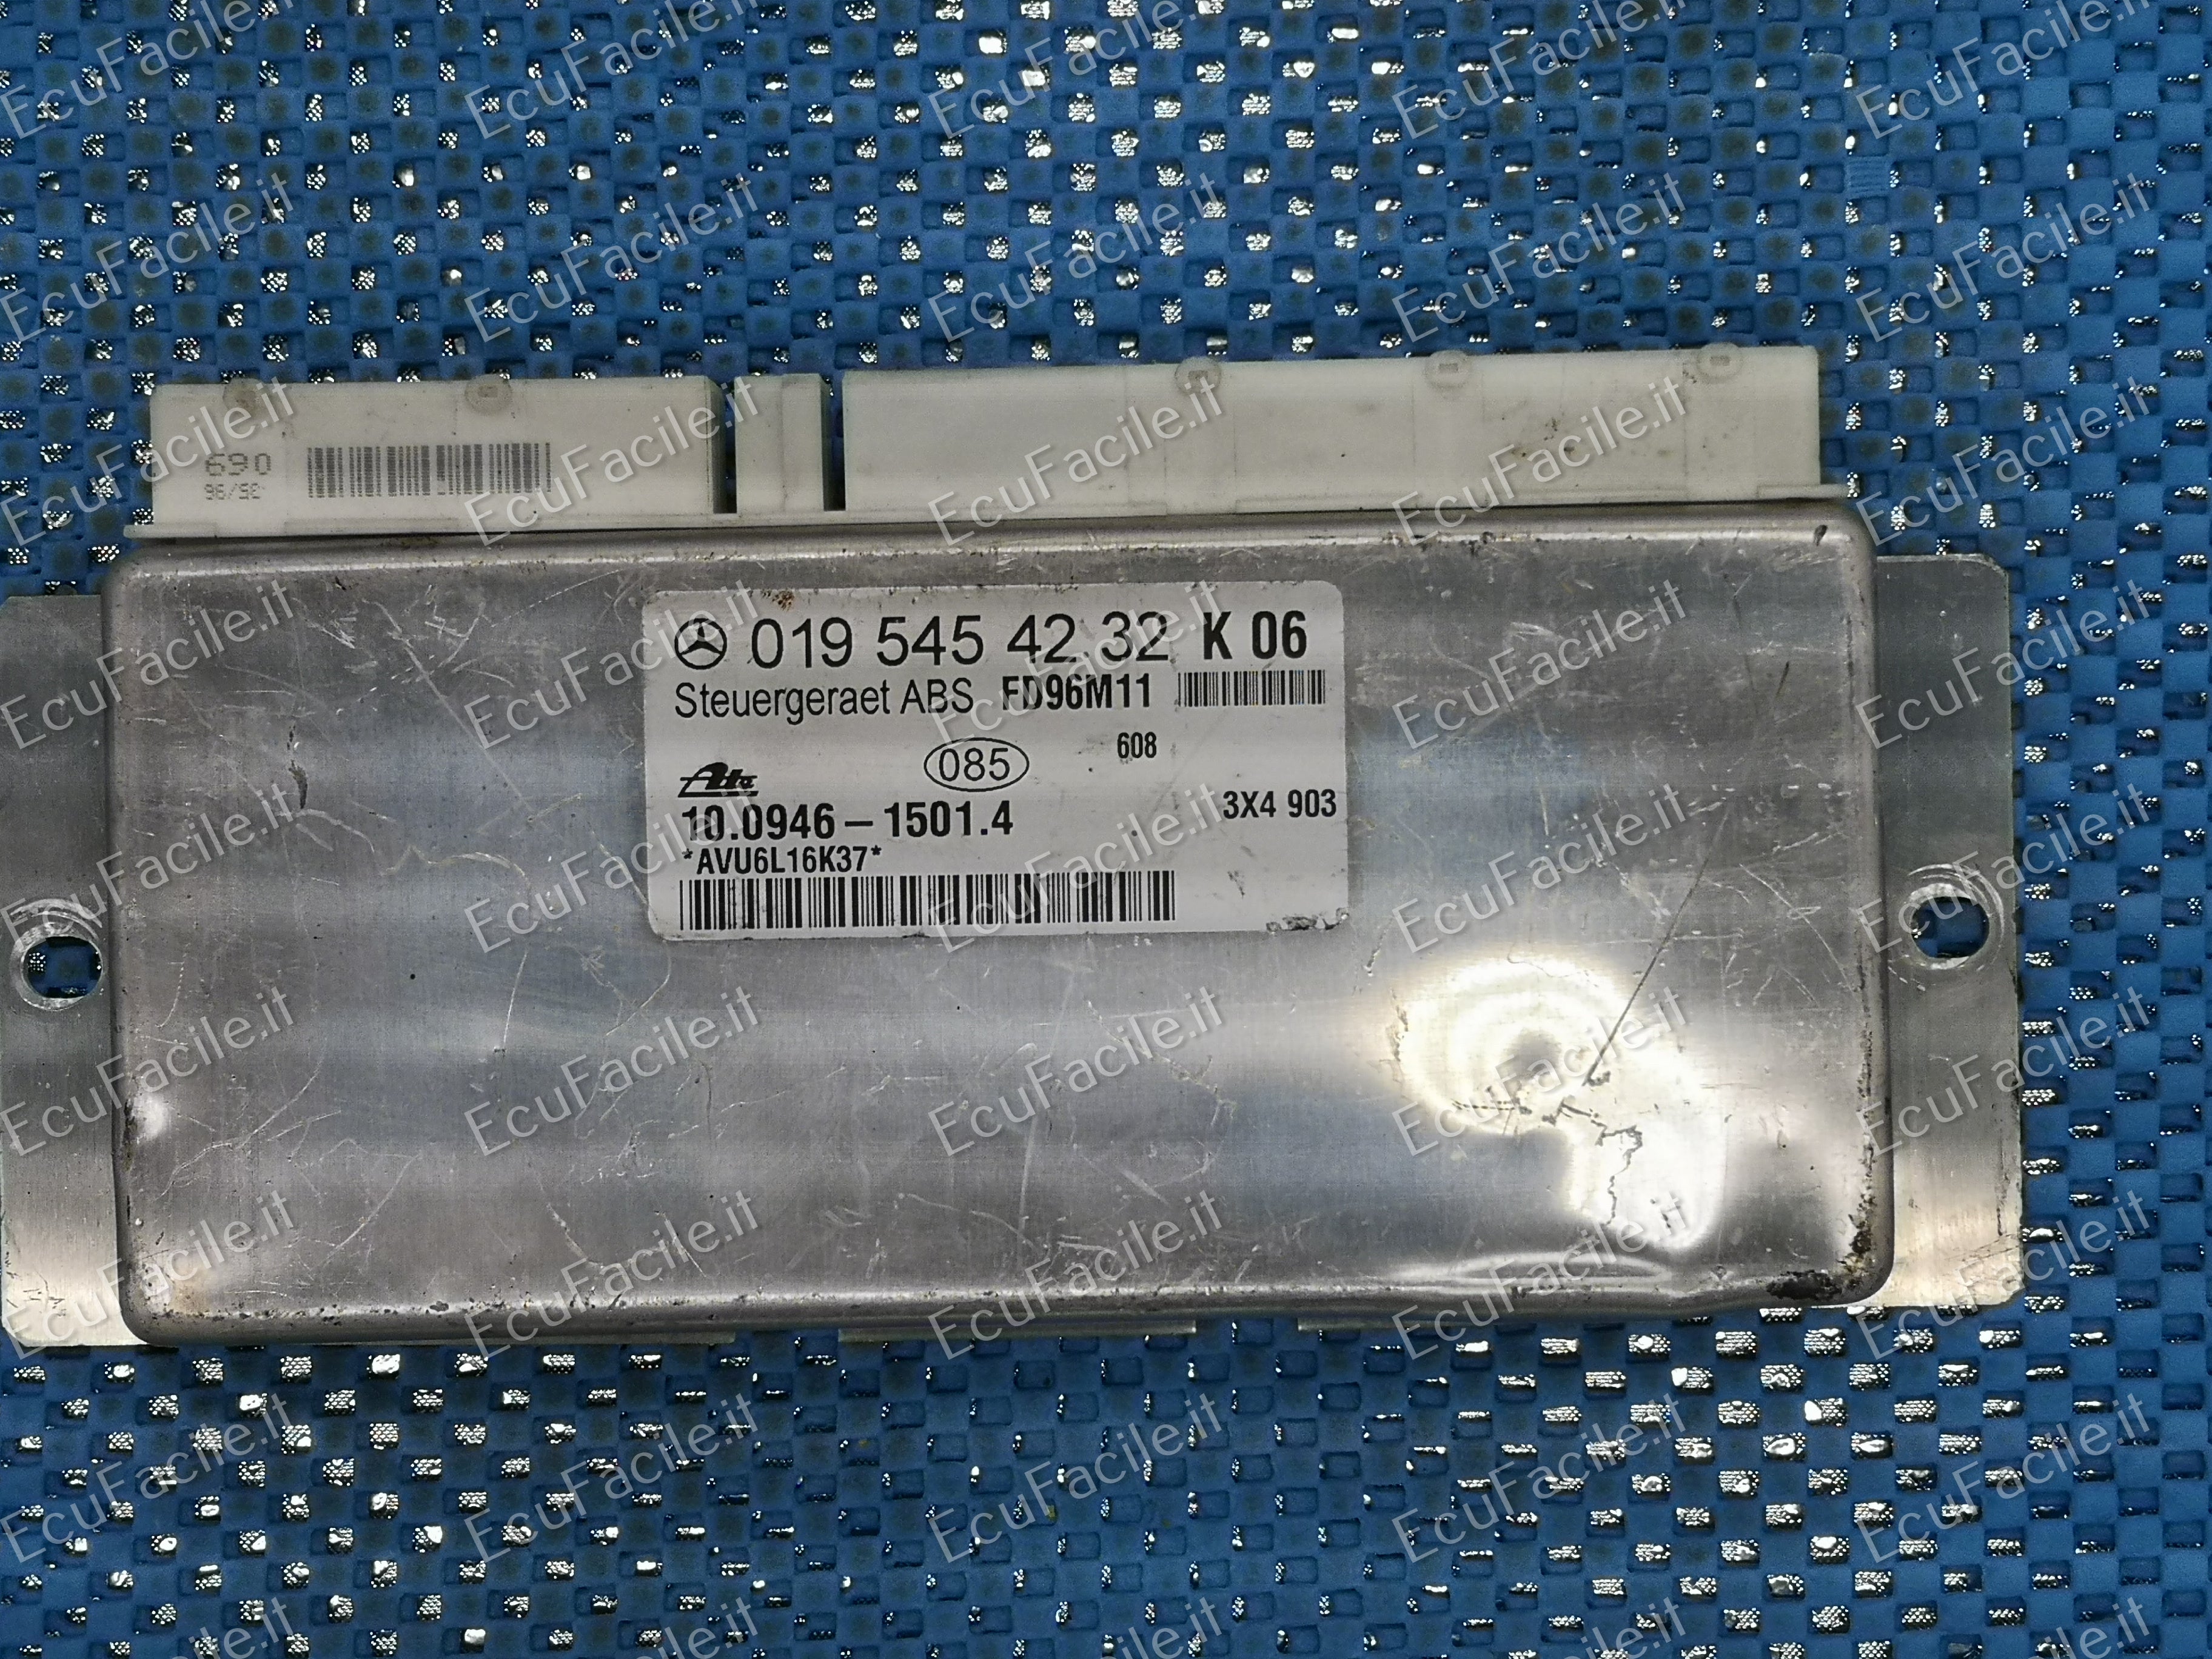 690
019 545 42 32 K 06
Steuergeraet ABS FD96M11
608
085
Ate
10.0946-1501.4
3X4 903
*AVU6L16K37*
EcuFacile.it